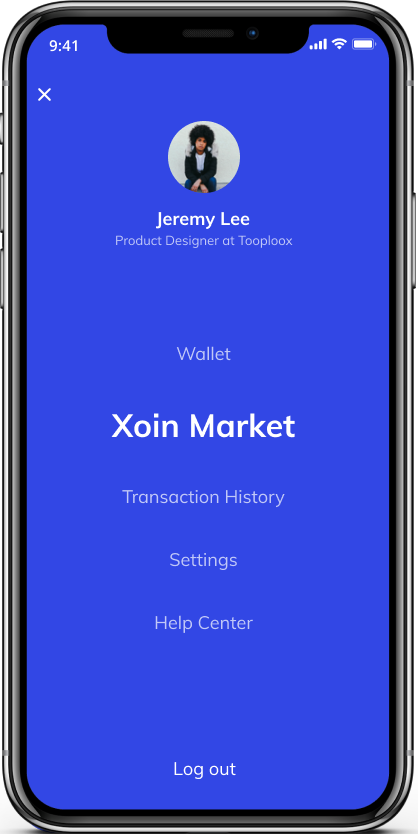 9:41
Jeremy Lee
Product Designer at Tooploox
Wallet
Xoin Market
Transaction History
Settings
Help Center
Log out